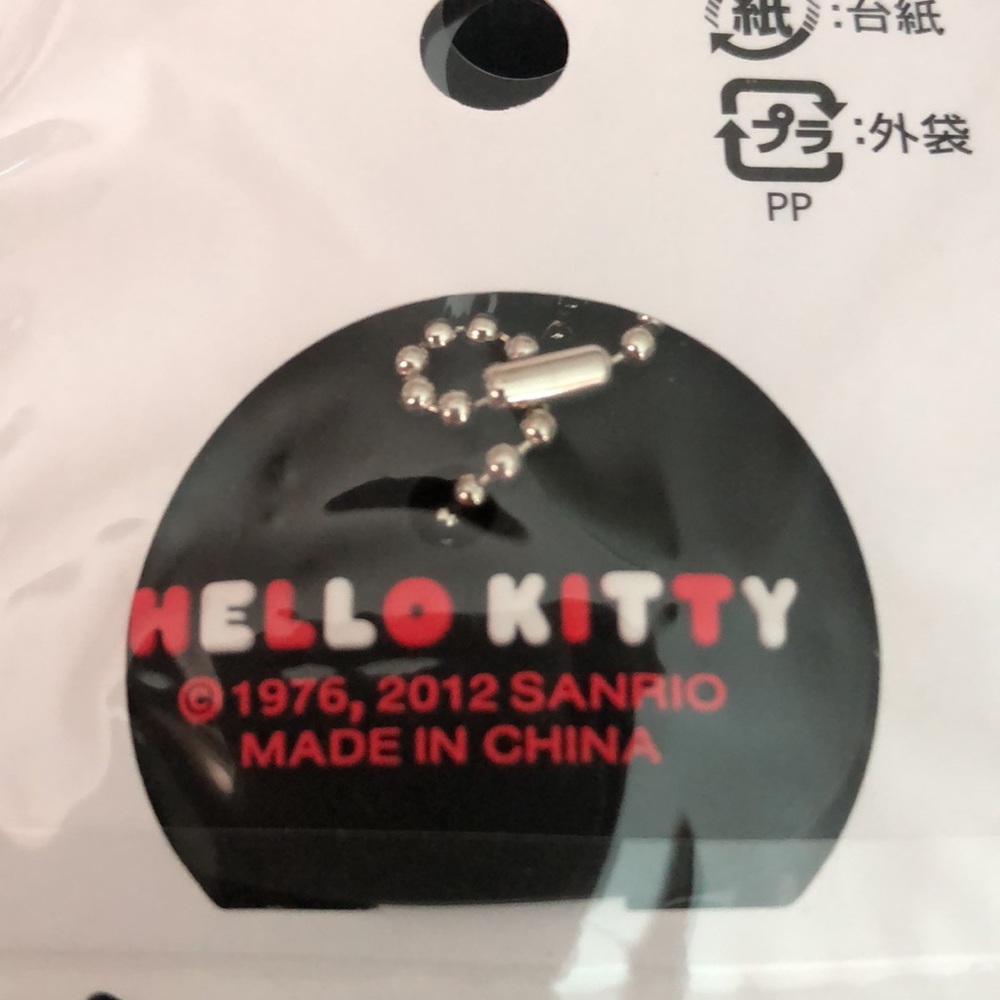 紙:台紙
プラ:外袋
PP
HELLO KITTY
© 1976, 2012 SANRIO
MADE IN CHINA